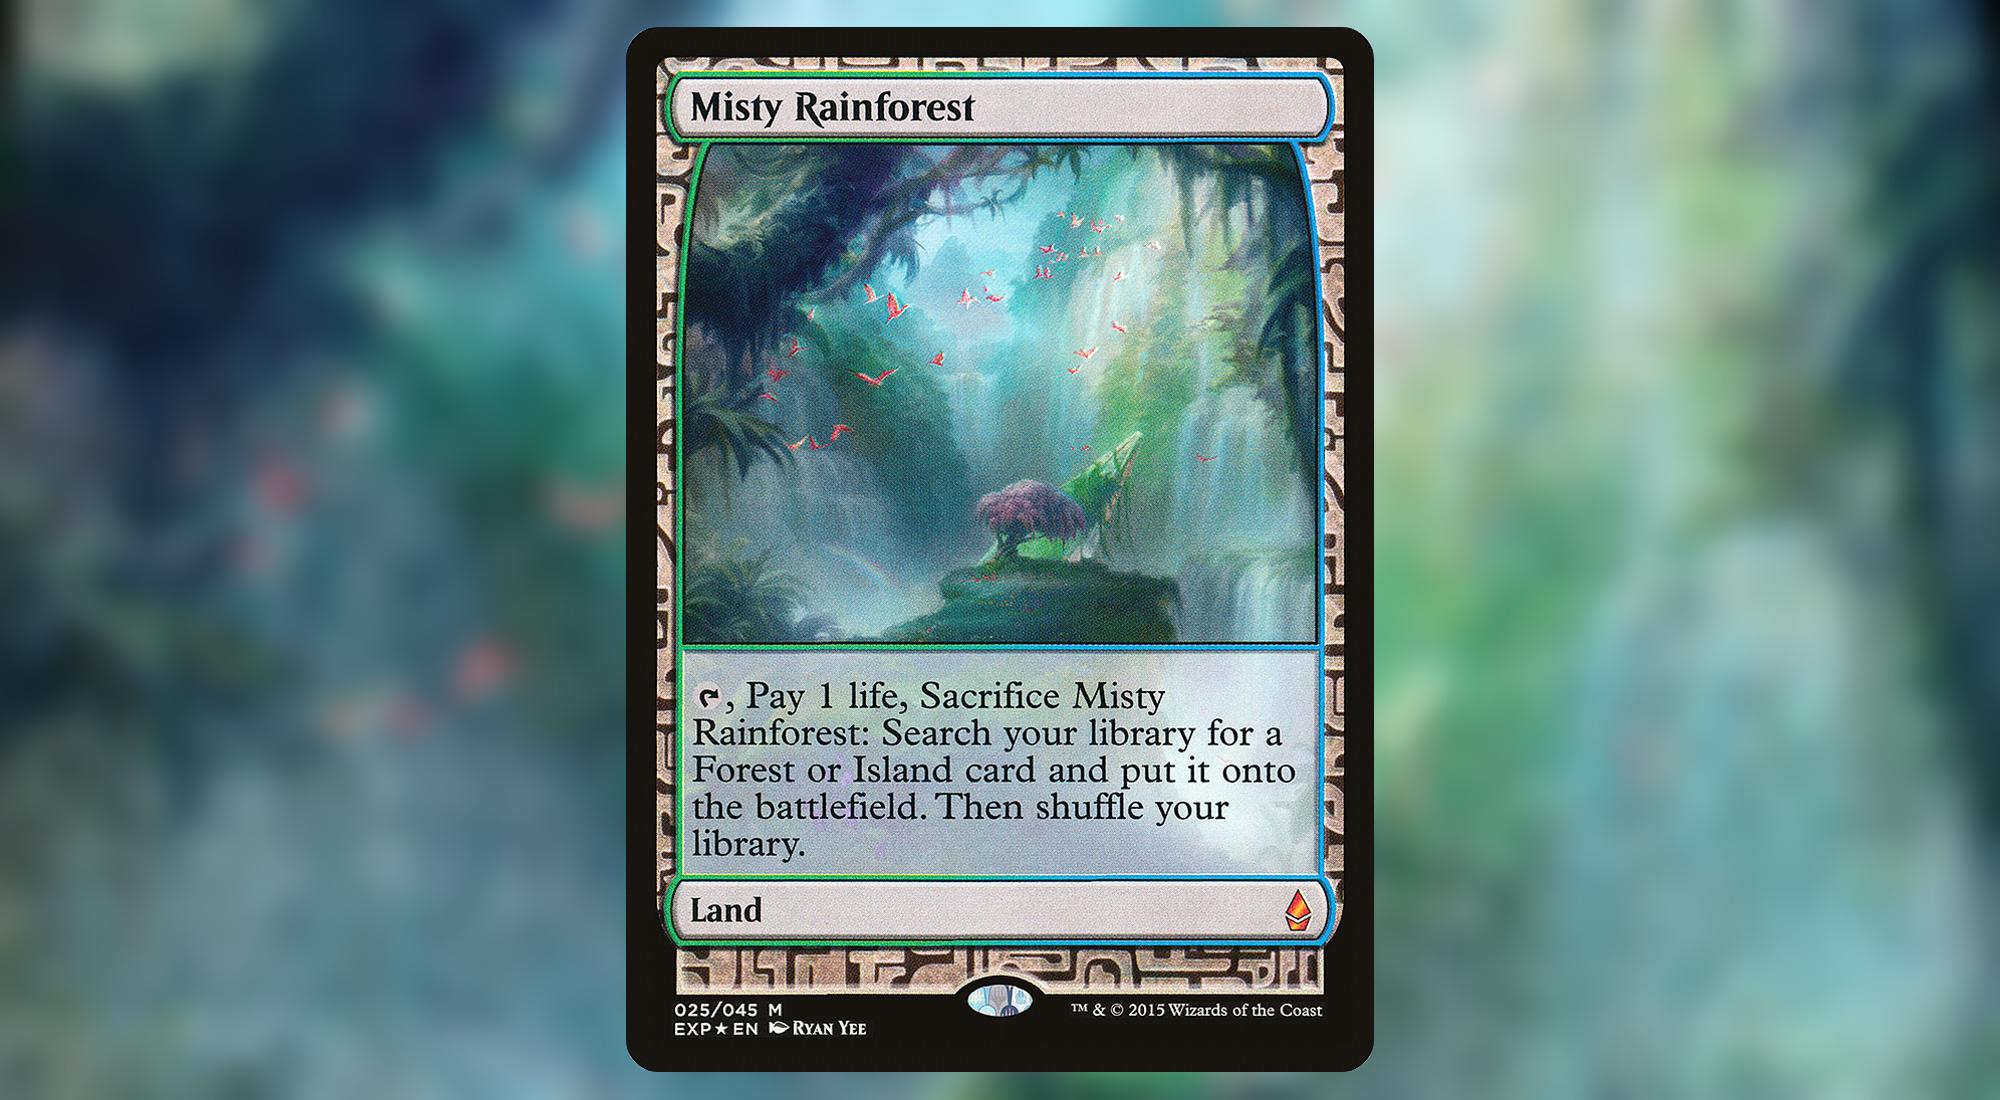 Misty Rainforest
, Pay 1 life, Sacrifice Misty
Rainforest: Search your library for a
Forest or Island card and put it onto
the battlefield. Then shuffle your
library.
Land
025/045 M
EXP★EN Ryan Yee
™ & © 2015 Wizards of the Coast